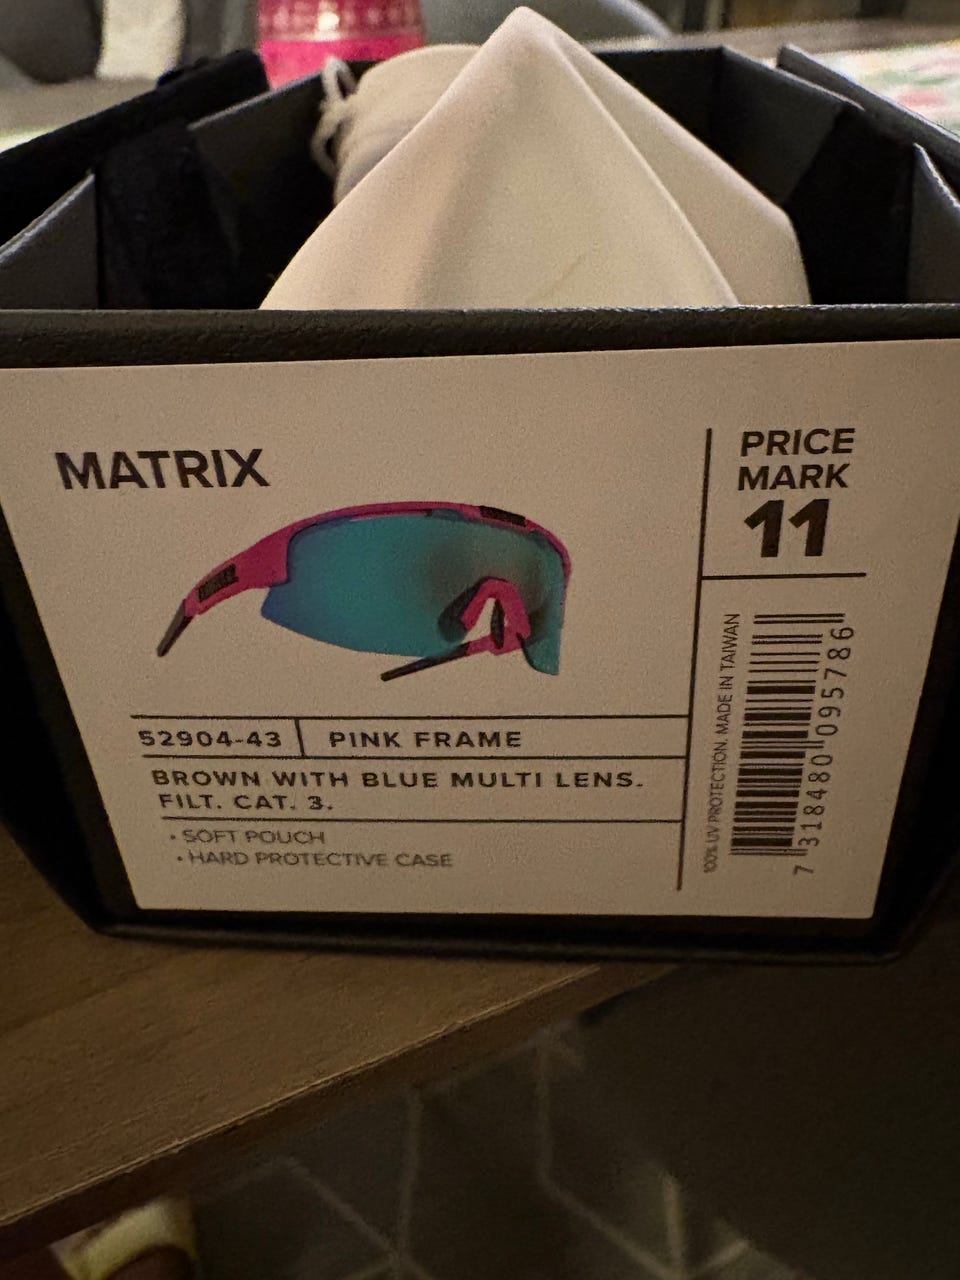 MATRIX
PRICE
MARK
11
52904-43
PINK FRAME
BROWN WITH BLUE MULTI LENS.
FILT. CAT. 3.
• SOFT POUCH
• HARD PROTECTIVE CASE
100% UV PROTECTION. MADE IN TAIWAN
7 318480 095786